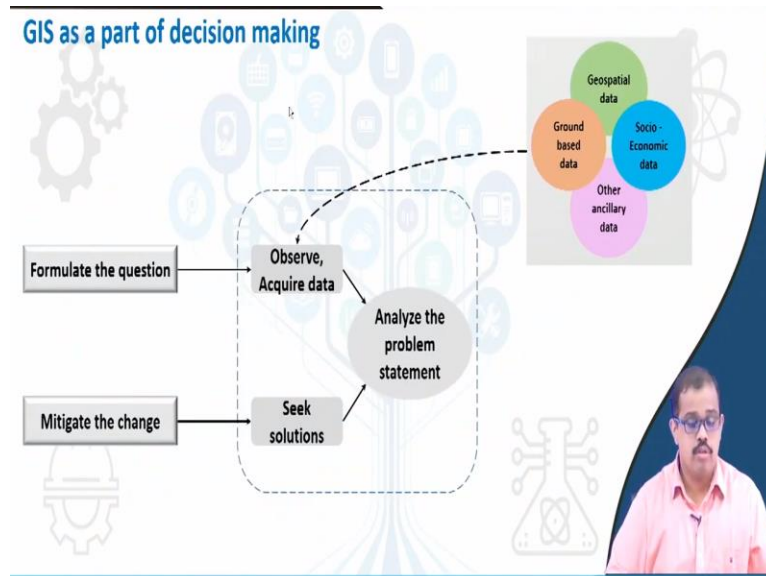 GIS as a part of decision making
Geospatial
data
Ground
based
data
Socio -
Economic
data
Other
ancillary
data
Formulate the question
Observe,
Acquire data
Analyze the
problem
statement
Mitigate the change
Seek
solutions